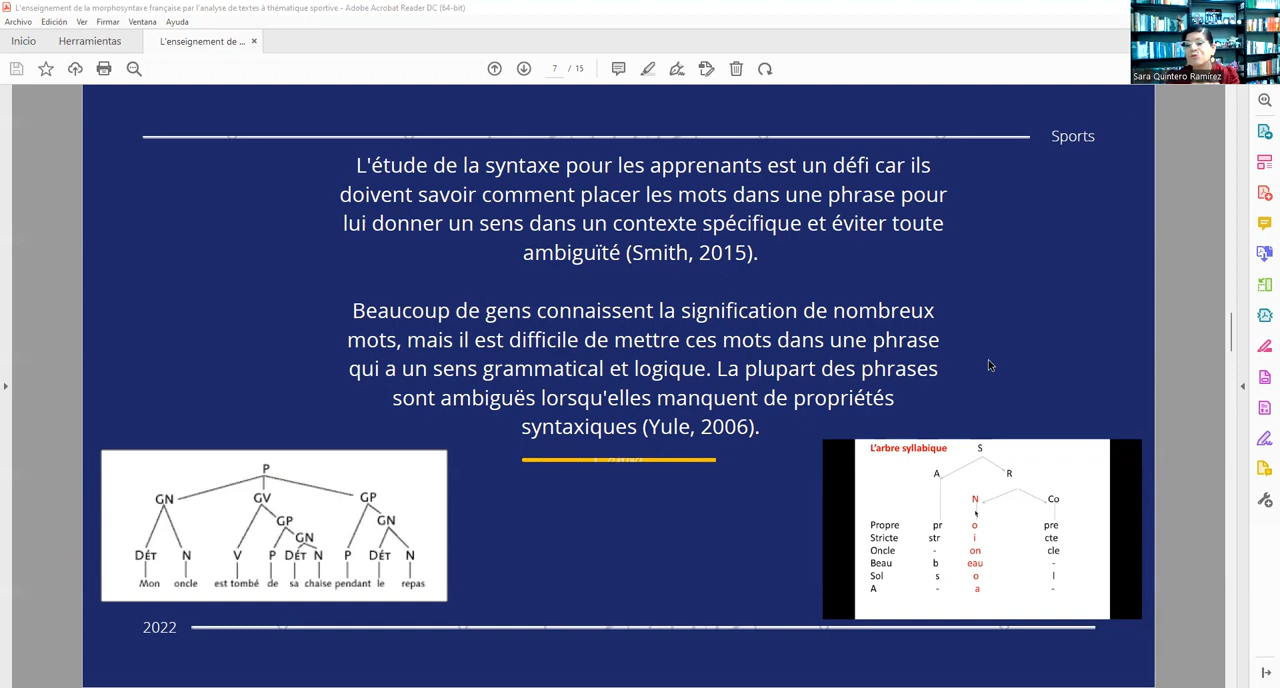 L'enseignement de la morphosyntaxe française par l'analyse de textes à thématique sportive - Adobe Acrobat Reader DC (64-bit)
Archivo Edición Ver Firmar Ventana Ayuda
Inicio Herramientas L'enseignement de ... ×
7 / 15
Sara Quintero Ramírez
Sports
L'étude de la syntaxe pour les apprenants est un défi car ils
doivent savoir comment placer les mots dans une phrase pour
lui donner un sens dans un contexte spécifique et éviter toute
ambiguïté (Smith, 2015).
Beaucoup de gens connaissent la signification de nombreux
mots, mais il est difficile de mettre ces mots dans une phrase
qui a un sens grammatical et logique. La plupart des phrases
sont ambiguës lorsqu'elles manquent de propriétés
syntaxiques (Yule, 2006).
P
GN GV GP
GP GN
GN
DÉT N V P DÉT N P DÉT N
Mon oncle est tombé de sa chaise pendant le repas
L'arbre syllabique S
A R
N Co
Propre pr o pre
Stricte str i cte
Oncle - on cle
Beau b eau -
Sol s o l
A - a -
2022